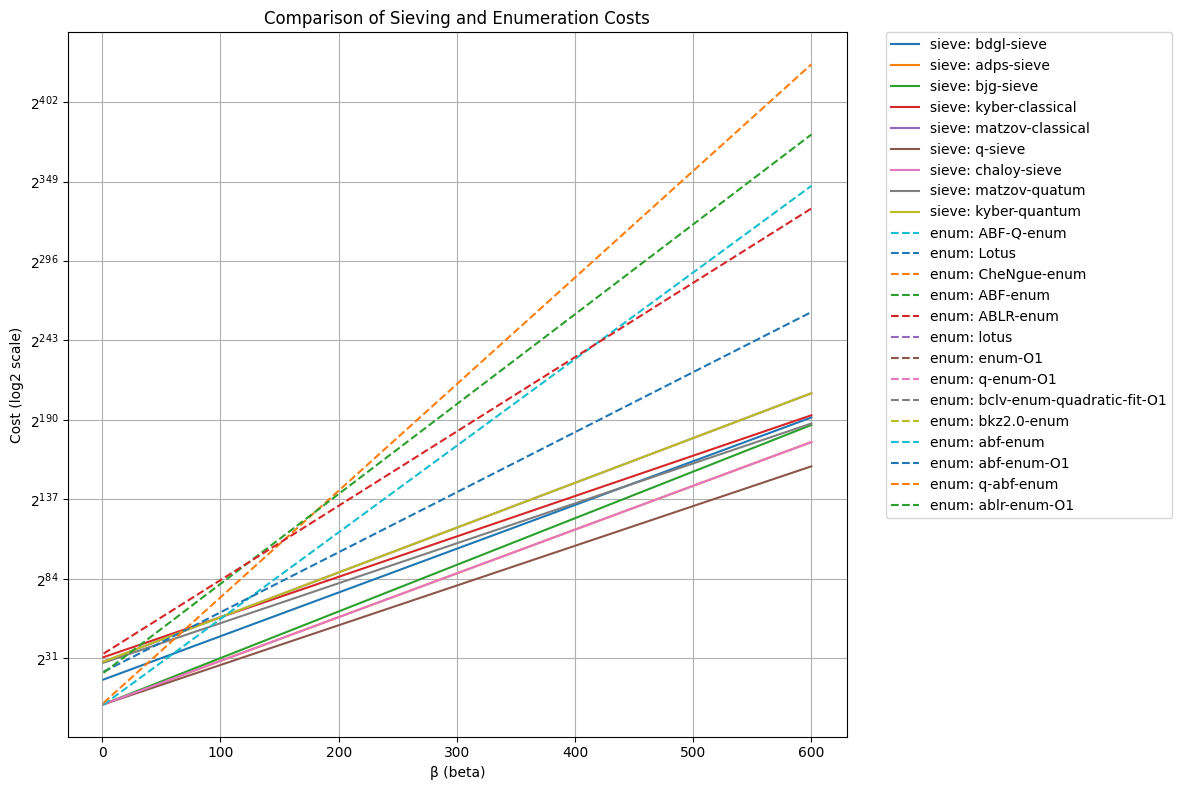 Comparison of Sieving and Enumeration Costs
Cost (log2 scale)
2^402
2^349
2^296
2^243
2^190
2^137
2^84
2^31
0 100 200 300 400 500 600
β (beta)
sieve: bdgl-sieve
sieve: adps-sieve
sieve: bjg-sieve
sieve: kyber-classical
sieve: matzov-classical
sieve: q-sieve
sieve: chaloy-sieve
sieve: matzov-quatum
sieve: kyber-quantum
enum: ABF-Q-enum
enum: Lotus
enum: CheNgue-enum
enum: ABF-enum
enum: ABLR-enum
enum: lotus
enum: enum-O1
enum: q-enum-O1
enum: bclv-enum-quadratic-fit-O1
enum: bkz2.0-enum
enum: abf-enum
enum: abf-enum-O1
enum: q-abf-enum
enum: ablr-enum-O1